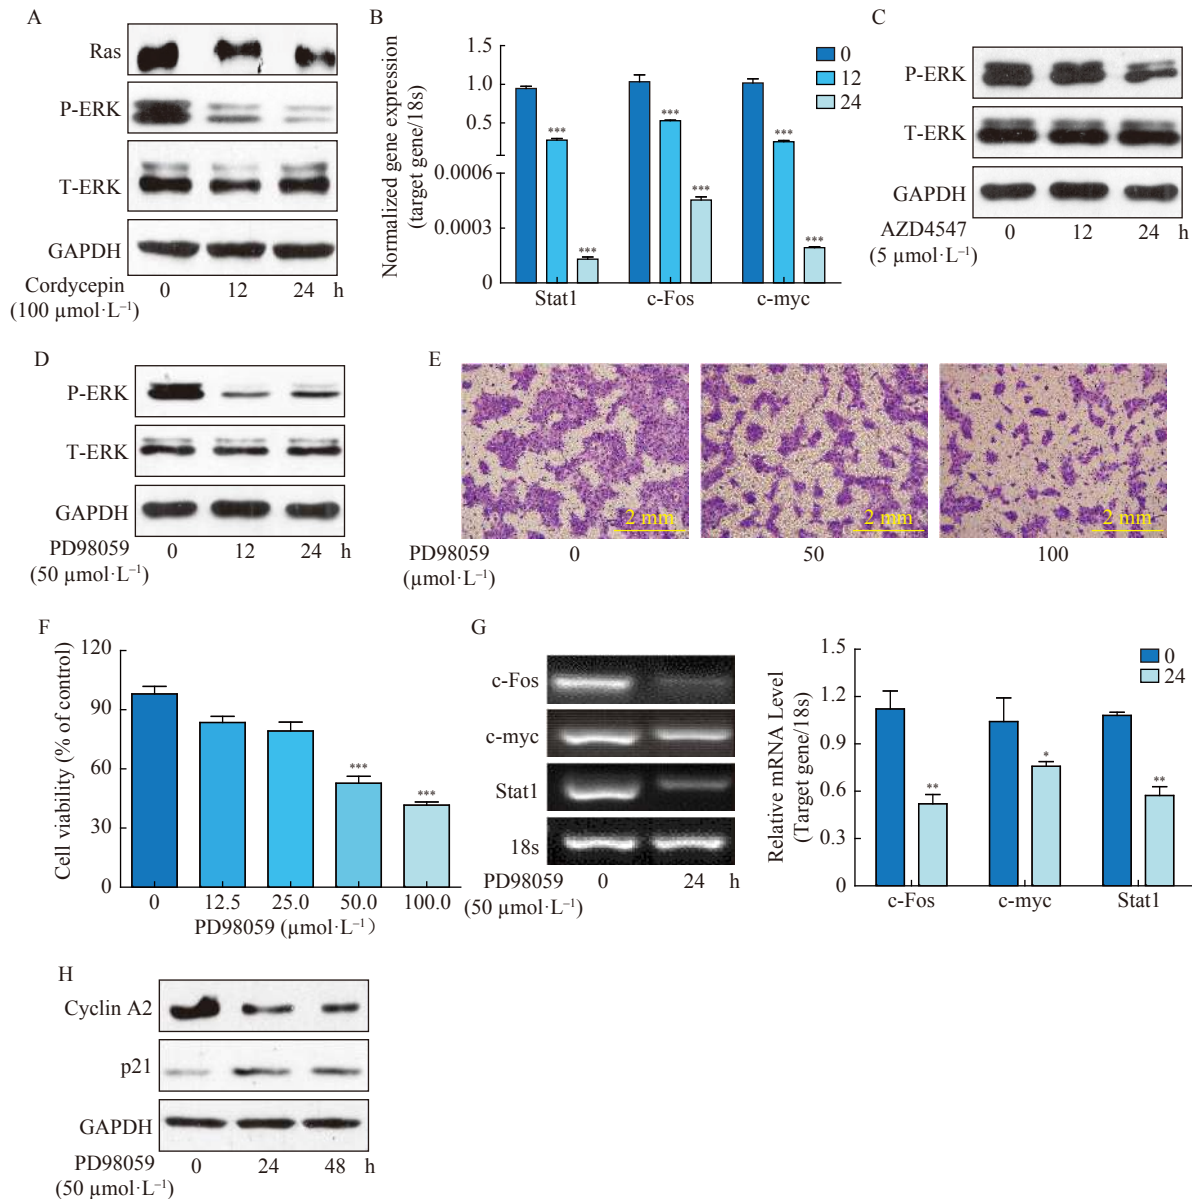 A
Ras
P-ERK
T-ERK
GAPDH
Cordycepin 0 12 24 h
(100 µmol·L⁻¹)
B
Normalized gene expression
(target gene/18s)
1.5
1.0
0.5
0.0006
0.0003
0
0
12
24
*** *** *** *** *** ***
Stat1 c-Fos c-myc
C
P-ERK
T-ERK
GAPDH
AZD4547 0 12 24 h
(5 µmol·L⁻¹)
D
P-ERK
T-ERK
GAPDH
PD98059 0 12 24 h
(50 µmol·L⁻¹)
E
2 mm 2 mm 2 mm
PD98059 0 50 100
(µmol·L⁻¹)
F
Cell viability (% of control)
120
90
60
30
0
*** ***
0 12.5 25.0 50.0 100.0
PD98059 (µmol·L⁻¹)
G
c-Fos
c-myc
Stat1
18s
PD98059 0 24 h
(50 µmol·L⁻¹)
Relative mRNA Level
(Target gene/18s)
1.5
1.2
0.9
0.6
0.3
0
0
24
** * **
c-Fos c-myc Stat1
H
Cyclin A2
p21
GAPDH
PD98059 0 24 48 h
(50 µmol·L⁻¹)